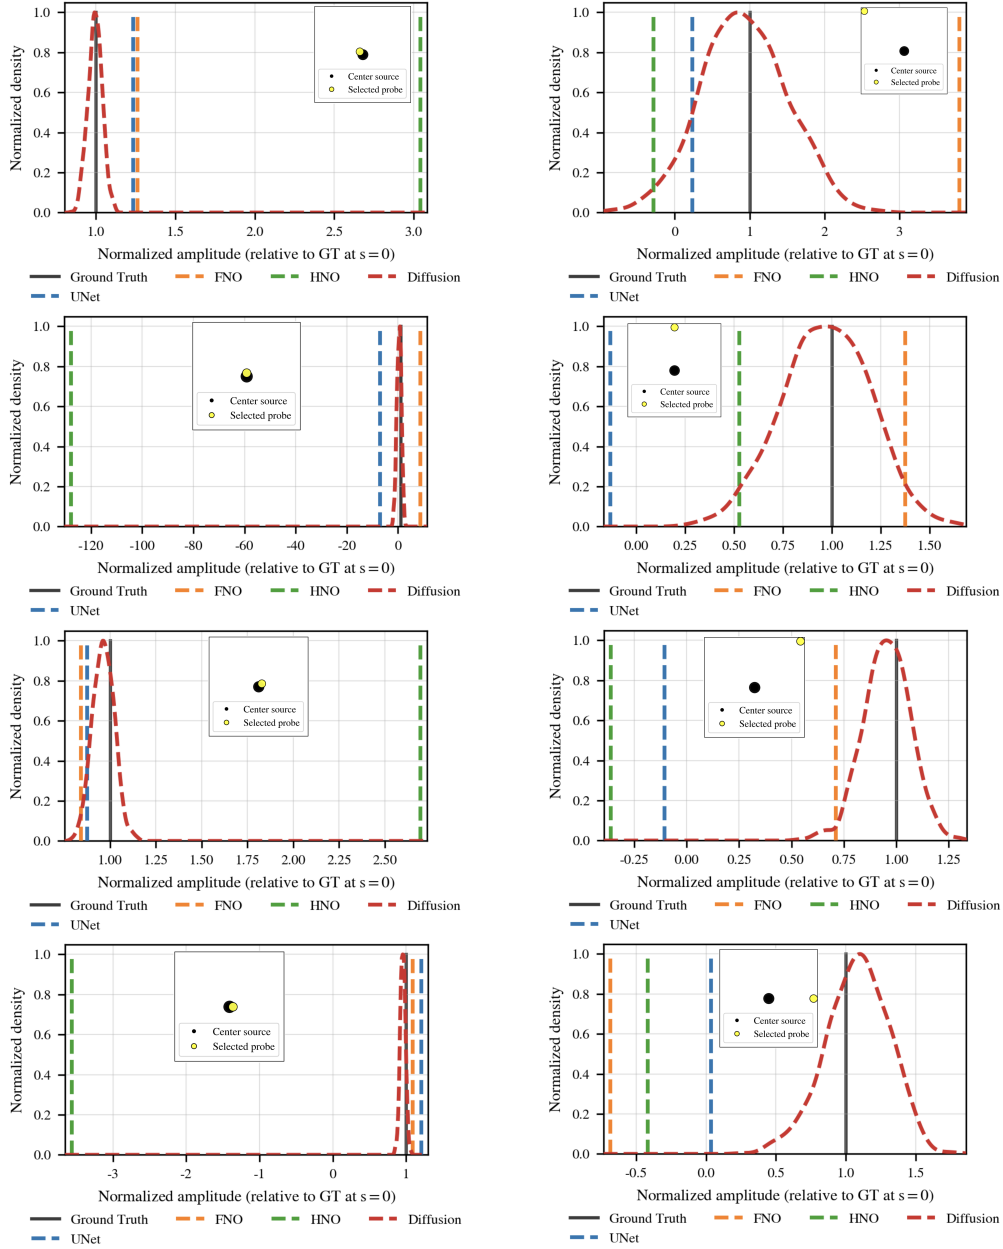 Normalized density
1.0
0.8
0.6
0.4
0.2
0.0
Center source
Selected probe
1.0 1.5 2.0 2.5 3.0
Normalized amplitude (relative to GT at s = 0)
Ground Truth FNO HNO Diffusion
UNet
Normalized density
1.0
0.8
0.6
0.4
0.2
0.0
Center source
Selected probe
0 1 2 3
Normalized amplitude (relative to GT at s = 0)
Ground Truth FNO HNO Diffusion
UNet
Normalized density
1.0
0.8
0.6
0.4
0.2
0.0
Center source
Selected probe
-120 -100 -80 -60 -40 -20 0
Normalized amplitude (relative to GT at s = 0)
Ground Truth FNO HNO Diffusion
UNet
Normalized density
1.0
0.8
0.6
0.4
0.2
0.0
Center source
Selected probe
0.00 0.25 0.50 0.75 1.00 1.25 1.50
Normalized amplitude (relative to GT at s = 0)
Ground Truth FNO HNO Diffusion
UNet
Normalized density
1.0
0.8
0.6
0.4
0.2
0.0
Center source
Selected probe
1.00 1.25 1.50 1.75 2.00 2.25 2.50
Normalized amplitude (relative to GT at s = 0)
Ground Truth FNO HNO Diffusion
UNet
Normalized density
1.0
0.8
0.6
0.4
0.2
0.0
Center source
Selected probe
-0.25 0.00 0.25 0.50 0.75 1.00 1.25
Normalized amplitude (relative to GT at s = 0)
Ground Truth FNO HNO Diffusion
UNet
Normalized density
1.0
0.8
0.6
0.4
0.2
0.0
Center source
Selected probe
-3 -2 -1 0 1
Normalized amplitude (relative to GT at s = 0)
Ground Truth FNO HNO Diffusion
UNet
Normalized density
1.0
0.8
0.6
0.4
0.2
0.0
Center source
Selected probe
-0.5 0.0 0.5 1.0 1.5
Normalized amplitude (relative to GT at s = 0)
Ground Truth FNO HNO Diffusion
UNet